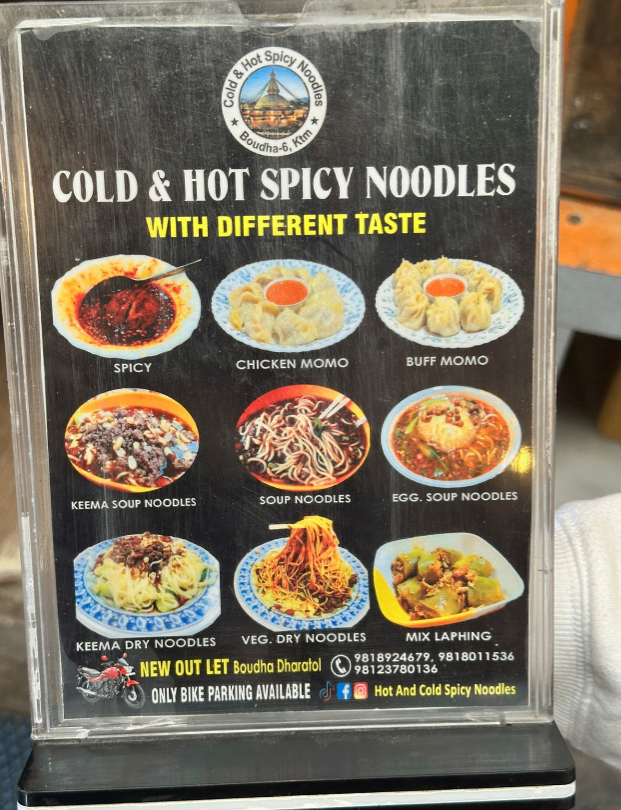 Cold & Hot Spicy Noodles
★ Boudha-6, Ktm ★
COLD & HOT SPICY NOODLES
WITH DIFFERENT TASTE
SPICY
CHICKEN MOMO
BUFF MOMO
KEEMA SOUP NOODLES
SOUP NOODLES
EGG. SOUP NOODLES
KEEMA DRY NOODLES
VEG. DRY NOODLES
MIX LAPHING
NEW OUT LET Boudha Dharatol
9818924679, 9818011536
98123780136
ONLY BIKE PARKING AVAILABLE
Hot And Cold Spicy Noodles